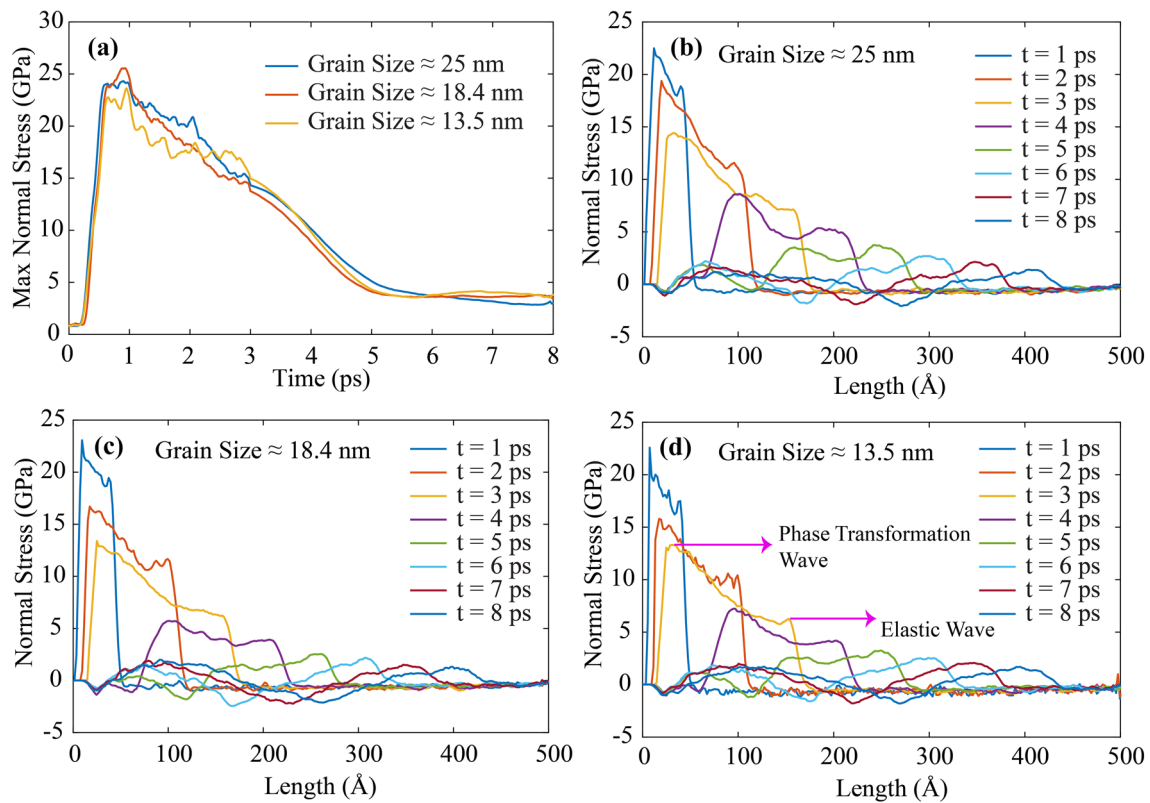 (a)
Grain Size ≈ 25 nm
Grain Size ≈ 18.4 nm
Grain Size ≈ 13.5 nm
Max Normal Stress (GPa)
30
25
20
15
10
5
0
0 1 2 3 4 5 6 7 8
Time (ps)
(b) Grain Size ≈ 25 nm
t = 1 ps
t = 2 ps
t = 3 ps
t = 4 ps
t = 5 ps
t = 6 ps
t = 7 ps
t = 8 ps
Normal Stress (GPa)
25
20
15
10
5
0
-5
0 100 200 300 400 500
Length (Å)
(c) Grain Size ≈ 18.4 nm
t = 1 ps
t = 2 ps
t = 3 ps
t = 4 ps
t = 5 ps
t = 6 ps
t = 7 ps
t = 8 ps
Normal Stress (GPa)
25
20
15
10
5
0
-5
0 100 200 300 400 500
Length (Å)
(d) Grain Size ≈ 13.5 nm
t = 1 ps
t = 2 ps
t = 3 ps
t = 4 ps
t = 5 ps
t = 6 ps
t = 7 ps
t = 8 ps
Phase Transformation
Wave
Elastic Wave
Normal Stress (GPa)
25
20
15
10
5
0
-5
0 100 200 300 400 500
Length (Å)